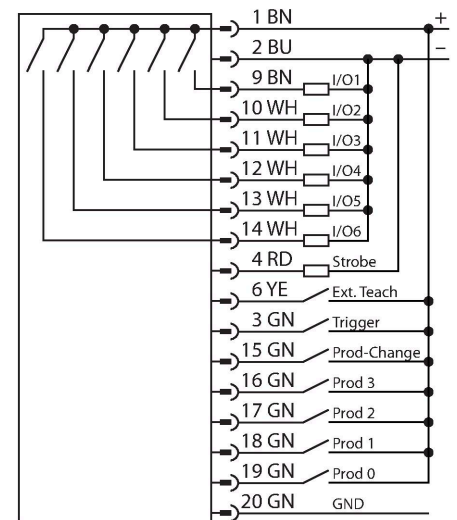 1 BN +
2 BU –
9 BN I/O1
10 WH I/O2
11 WH I/O3
12 WH I/O4
13 WH I/O5
14 WH I/O6
4 RD Strobe
6 YE Ext. Teach
3 GN Trigger
15 GN Prod-Change
16 GN Prod 3
17 GN Prod 2
18 GN Prod 1
19 GN Prod 0
20 GN GND